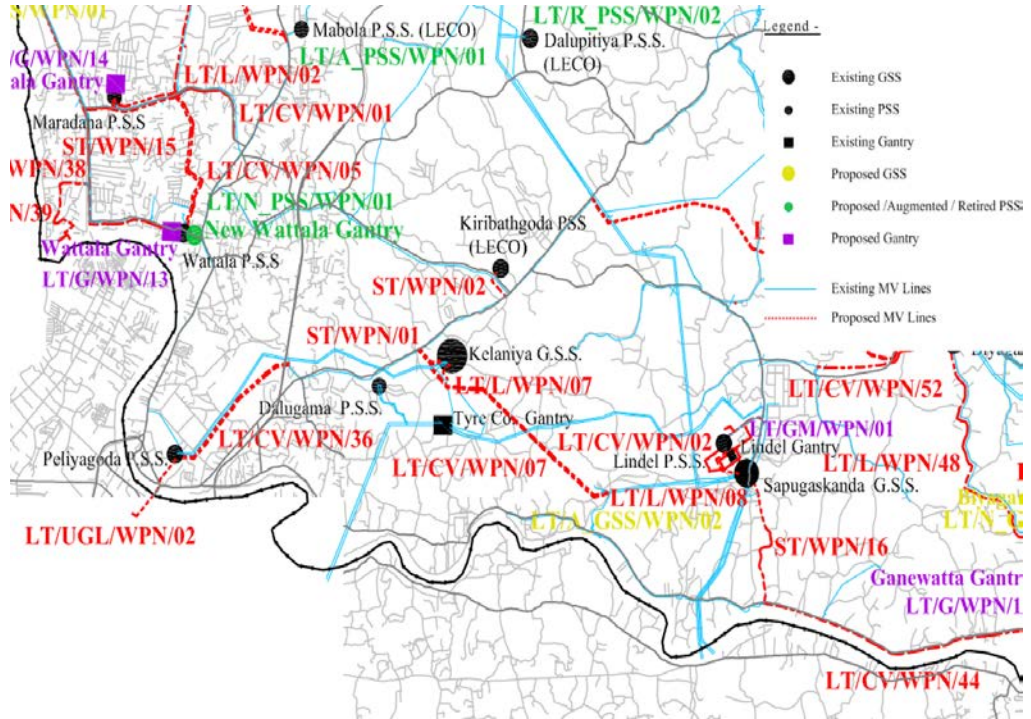 S/WPN/01
Mabola P.S.S. (LECO)
LT/R_PSS/WPN/02
Legend -
/G/WPN/14
LT/A_PSS/WPN/01
Dalupitiya P.S.S.
(LECO)
ala Gantry
LT/L/WPN/02
Existing GSS
LT/CV/WPN/01
Existing PSS
Maradana P.S.S
ST/WPN/15
Existing Gantry
WPN/38
LT/CV/WPN/05
Proposed GSS
LT/N_PSS/WPN/01
N/39
Proposed /Augmented / Retired PSS
New Wattala Gantry
Kiribathgoda PSS
(LECO)
Proposed Gantry
Wattala Gantry
Wattala P.S.S
LT/G/WPN/13
ST/WPN/02
Existing MV Lines
Proposed MV Lines
ST/WPN/01
Kelaniya G.S.S.
LT/L/WPN/07
LT/CV/WPN/52
Dalugama P.S.S.
Tyre Co. Gantry
LT/GM/WPN/01
LT/CV/WPN/36
LT/CV/WPN/02
Lindel Gantry
Peliyagoda P.S.S.
LT/CV/WPN/07
Lindel P.S.S.
LT/L/WPN/48
Sapugaskanda G.S.S.
LT/L/WPN/08
LT/A_GSS/WPN/02
LT/N_G
LT/UGL/WPN/02
ST/WPN/16
Ganewatta Gantr
LT/G/WPN/1
LT/CV/WPN/44